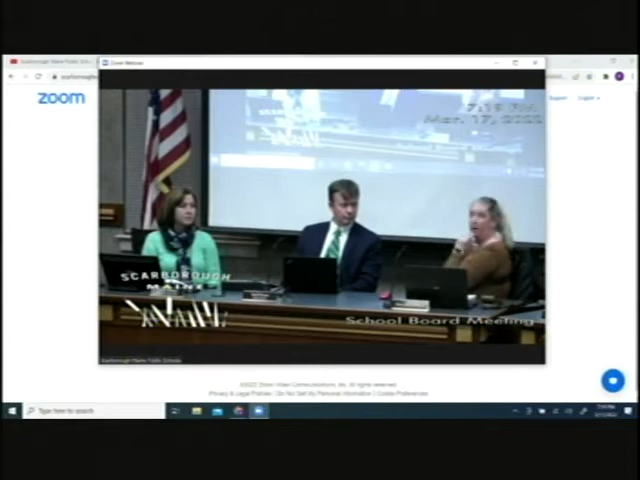 Zoom Webinar
zoom
Support
7:19 PM
Mar. 17, 2022
SCARBOROUGH
MAINE
School Board Meeting
Scarborough Maine Public Schools
©2022 Zoom Video Communications, Inc. All rights reserved.
Privacy & Legal Policies | Do Not Sell My Personal Information | Cookie Preferences
Type here to search